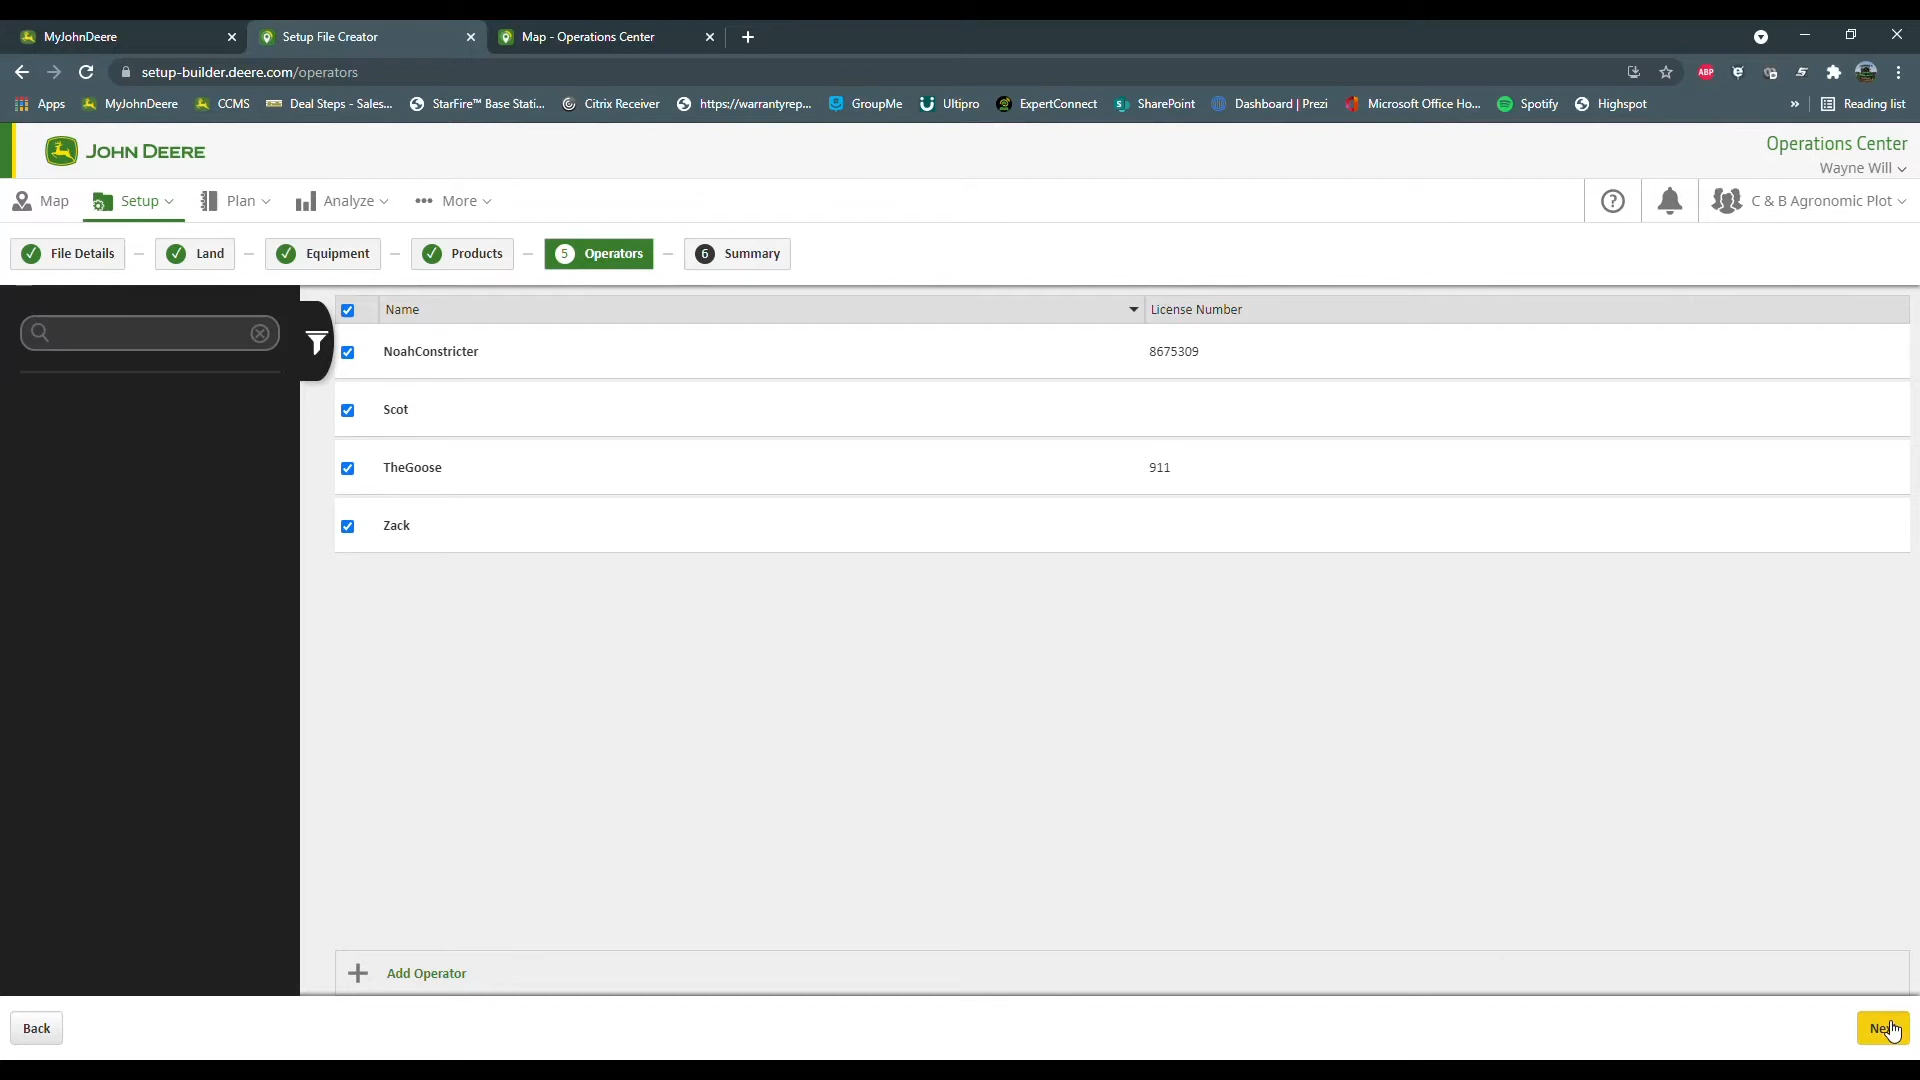 MyJohnDeere
Setup File Creator
Map - Operations Center
setup-builder.deere.com/operators
ABP
Apps
MyJohnDeere
CCMS
Deal Steps - Sales...
StarFire™ Base Stati...
Citrix Receiver
https://warrantyrep...
GroupMe
Ultipro
ExpertConnect
SharePoint
Dashboard | Prezi
Microsoft Office Ho...
Spotify
Highspot
»
Reading list
JOHN DEERE
Operations Center
Wayne Will
Map
Setup
Plan
Analyze
More
C & B Agronomic Plot
File Details
Land
Equipment
Products
5 Operators
6 Summary
Name
License Number
NoahConstricter
8675309
Scot
TheGoose
911
Zack
Add Operator
Back